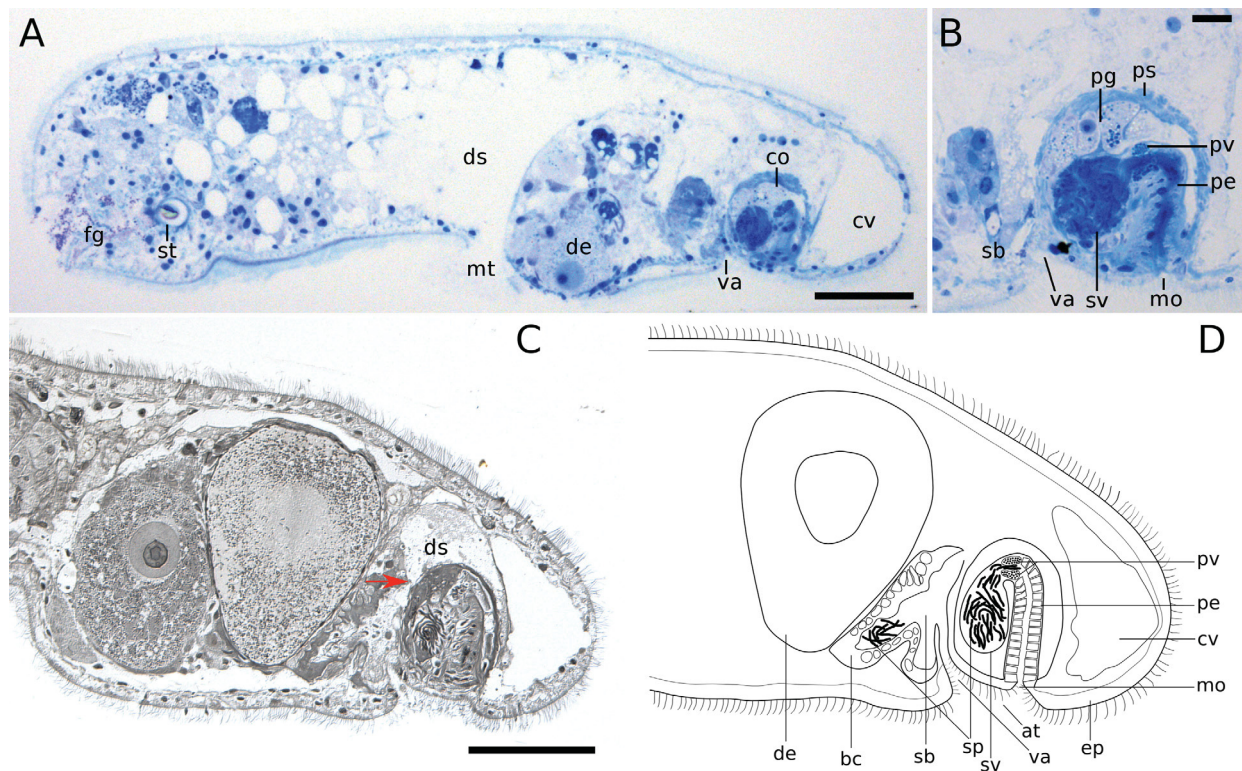 A
ds
co
cv
fg
st
mt
de
va
B
pg
ps
pv
pe
sb
va
sv
mo
C
ds
D
pv
pe
cv
mo
de
bc
sb
sp
sv
at
va
ep